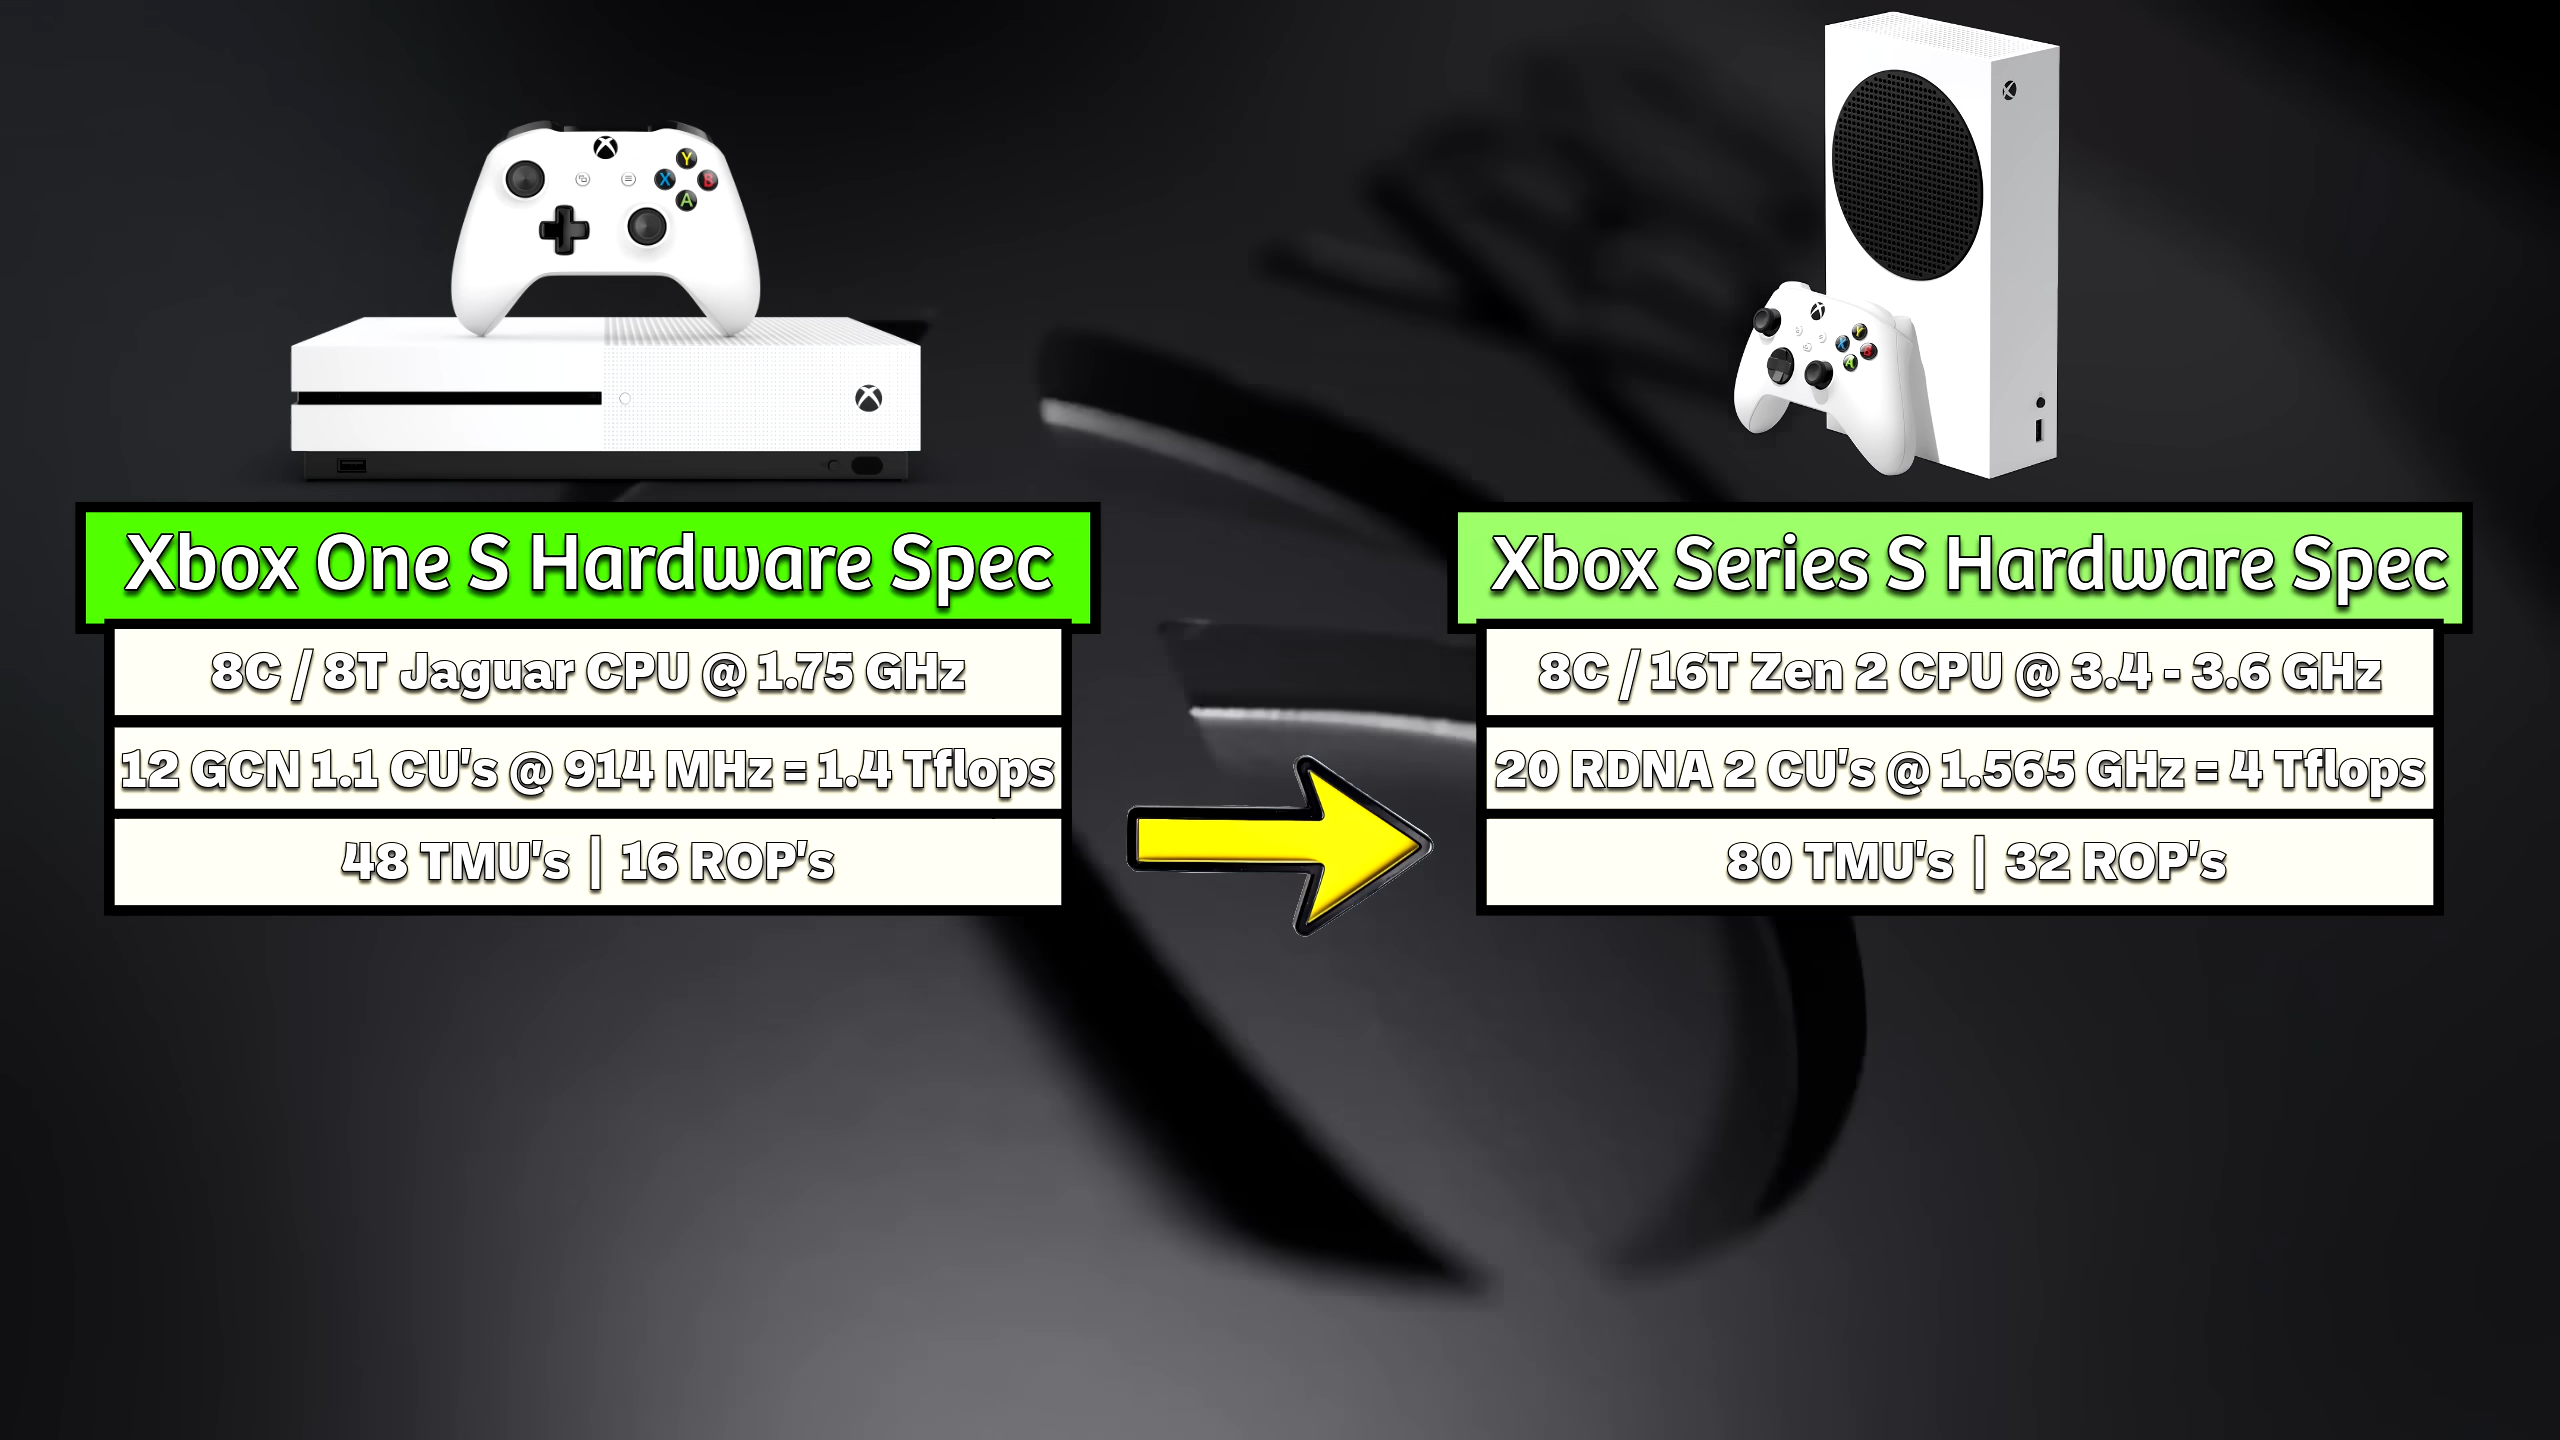 Xbox One S Hardware Spec
8C / 8T Jaguar CPU @ 1.75 GHz
12 GCN 1.1 CU's @ 914 MHz = 1.4 Tflops
48 TMU's | 16 ROP's
Xbox Series S Hardware Spec
8C / 16T Zen 2 CPU @ 3.4 - 3.6 GHz
20 RDNA 2 CU's @ 1.565 GHz = 4 Tflops
80 TMU's | 32 ROP's
Y
X B
A
Y
X B
A